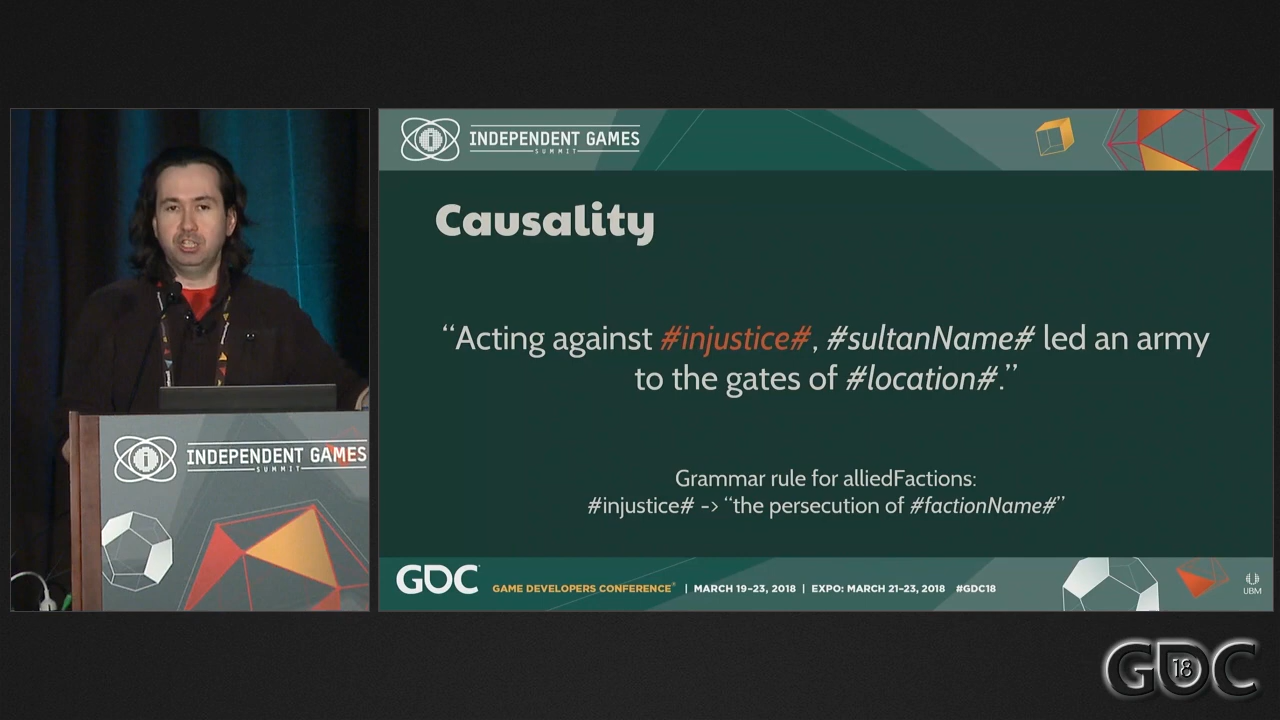 INDEPENDENT GAMES
SUMMIT
Causality
“Acting against #injustice#, #sultanName# led an army
to the gates of #location#.”
Grammar rule for alliedFactions:
#injustice# -> “the persecution of #factionName#”
INDEPENDENT GAMES
SUMMIT
GDC GAME DEVELOPERS CONFERENCE® | MARCH 19–23, 2018 | EXPO: MARCH 21–23, 2018 #GDC18
UBM
GDC 18